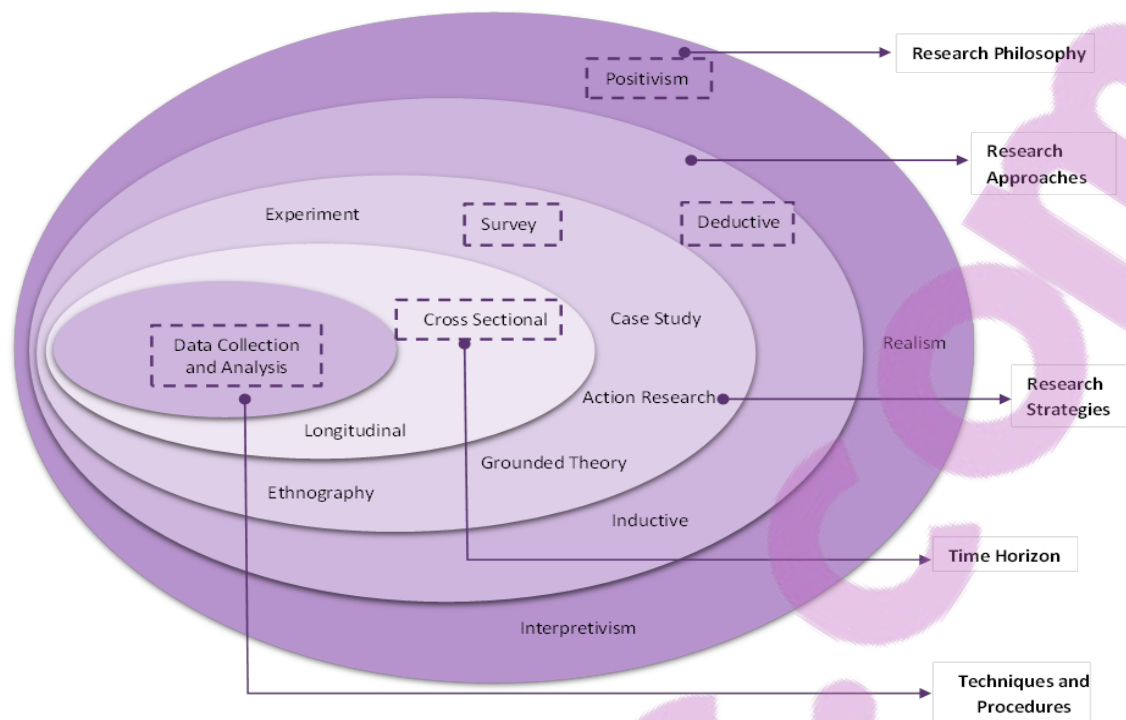 Research Philosophy
Positivism
Research
Approaches
Experiment
Survey
Deductive
Cross Sectional
Case Study
Data Collection
and Analysis
Realism
Research
Strategies
Action Research
Longitudinal
Grounded Theory
Ethnography
Inductive
Time Horizon
Interpretivism
Techniques and
Procedures